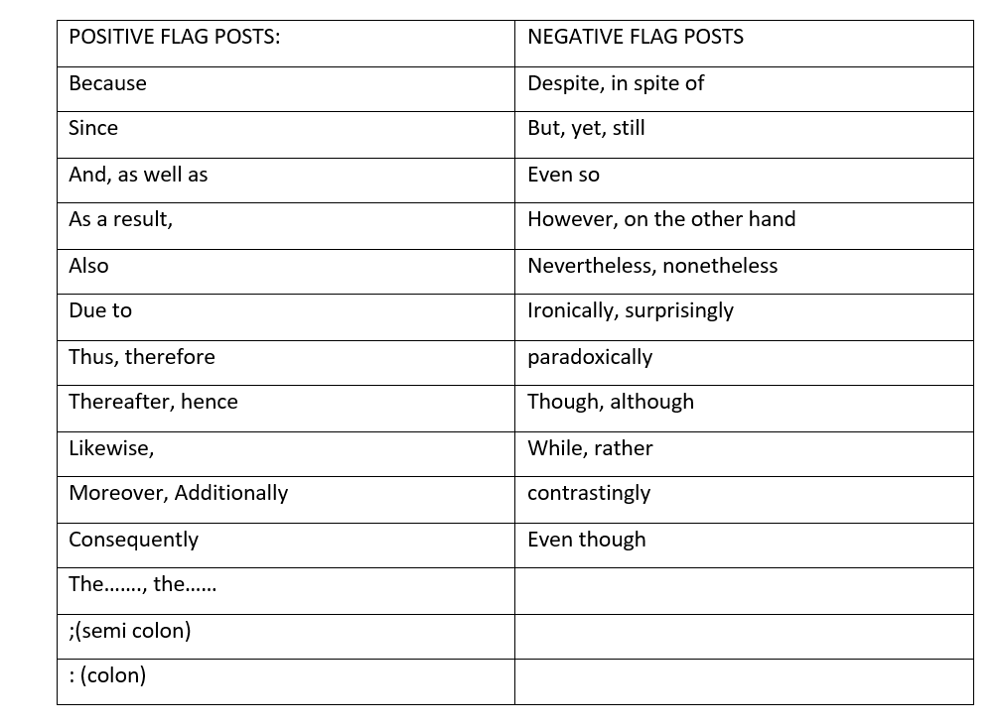 POSITIVE FLAG POSTS: NEGATIVE FLAG POSTS
Because Despite, in spite of
Since But, yet, still
And, as well as Even so
As a result, However, on the other hand
Also Nevertheless, nonetheless
Due to Ironically, surprisingly
Thus, therefore paradoxically
Thereafter, hence Though, although
Likewise, While, rather
Moreover, Additionally contrastingly
Consequently Even though
The......., the......
;(semi colon)
: (colon)